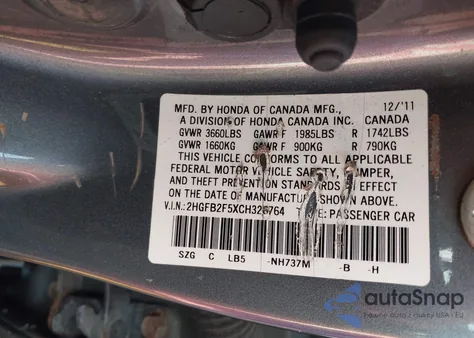 MFD. BY HONDA OF CANADA MFG., 12/'11
A DIVISION OF HONDA CANADA INC. CANADA
GVWR 3660LBS GAWR F 1985LBS R 1742LBS
GVWR 1660KG GAWR F 900KG R 790KG
THIS VEHICLE CONFORMS TO ALL APPLICABLE
FEDERAL MOTOR VEHICLE SAFETY, BUMPER,
AND THEFT PREVENTION STANDARDS IN EFFECT
ON THE DATE OF MANUFACTURE SHOWN ABOVE.
V.I.N.: 2HGFB2F5XCH326764 TYPE: PASSENGER CAR
SZG C LB5 -NH737M -B -H
autoSnap